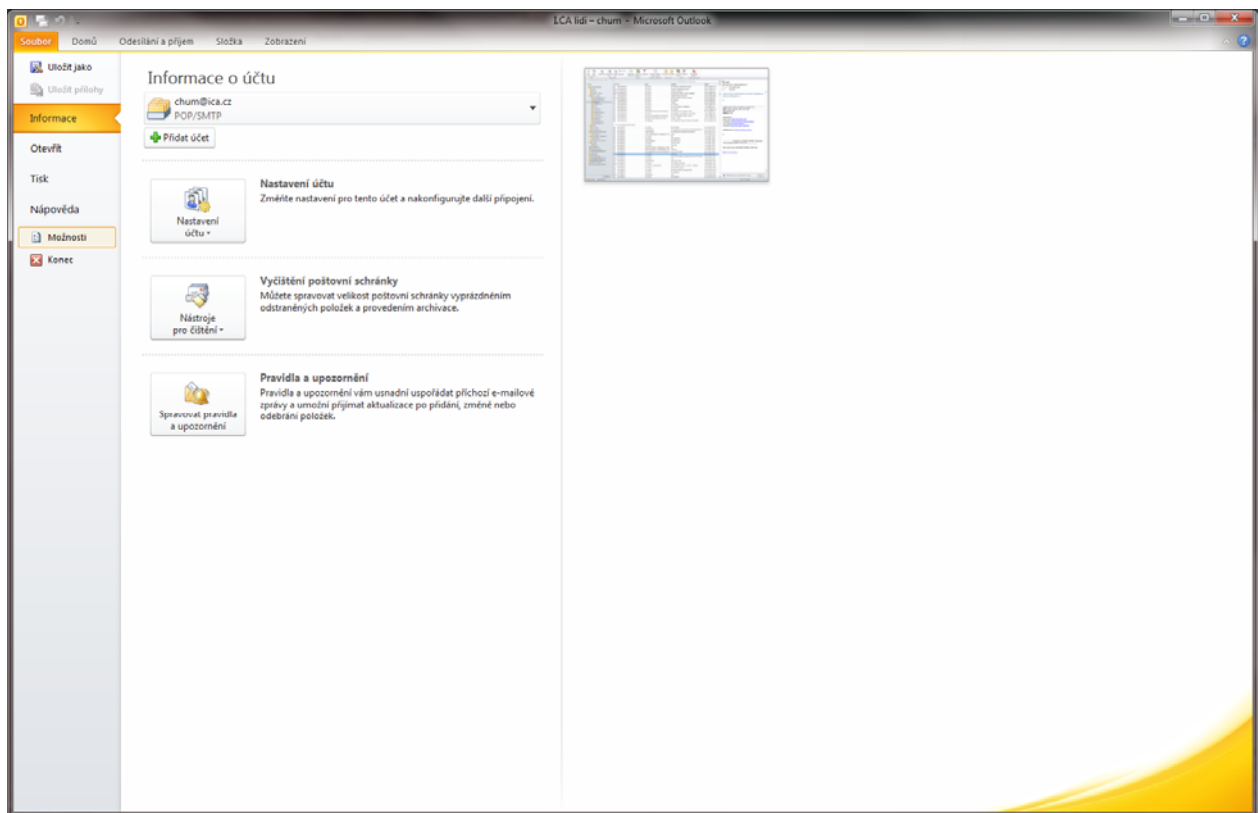 I.CA lidi – chum - Microsoft Outlook
Soubor Domů Odesílání a příjem Složka Zobrazení
Uložit jako
Uložit přílohy
Informace
Otevřít
Tisk
Nápověda
Možnosti
Konec
Informace o účtu
chum@ica.cz
POP/SMTP
Přidat účet
Nastavení
účtu
Nastavení účtu
Změňte nastavení pro tento účet a nakonfigurujte další připojení.
Nástroje
pro čištění
Vyčištění poštovní schránky
Můžete spravovat velikost poštovní schránky vyprázdněním
odstraněných položek a provedením archivace.
Spravovat pravidla
a upozornění
Pravidla a upozornění
Pravidla a upozornění vám usnadní uspořádat příchozí e-mailové
zprávy a umožní přijímat aktualizace po přidání, změně nebo
odebrání položek.